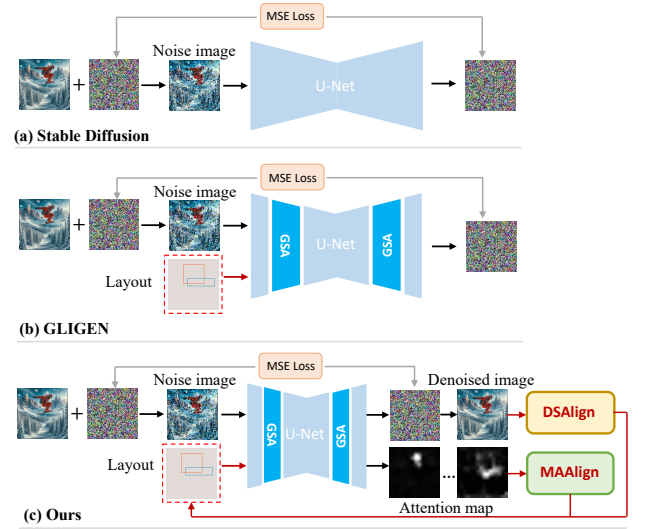 MSE Loss
Noise image
U-Net
(a) Stable Diffusion
MSE Loss
Noise image
GSA
U-Net
GSA
Layout
(b) GLIGEN
MSE Loss
Noise image
Denoised image
GSA
U-Net
GSA
DSAlign
Layout
...
MAAlign
Attention map
(c) Ours